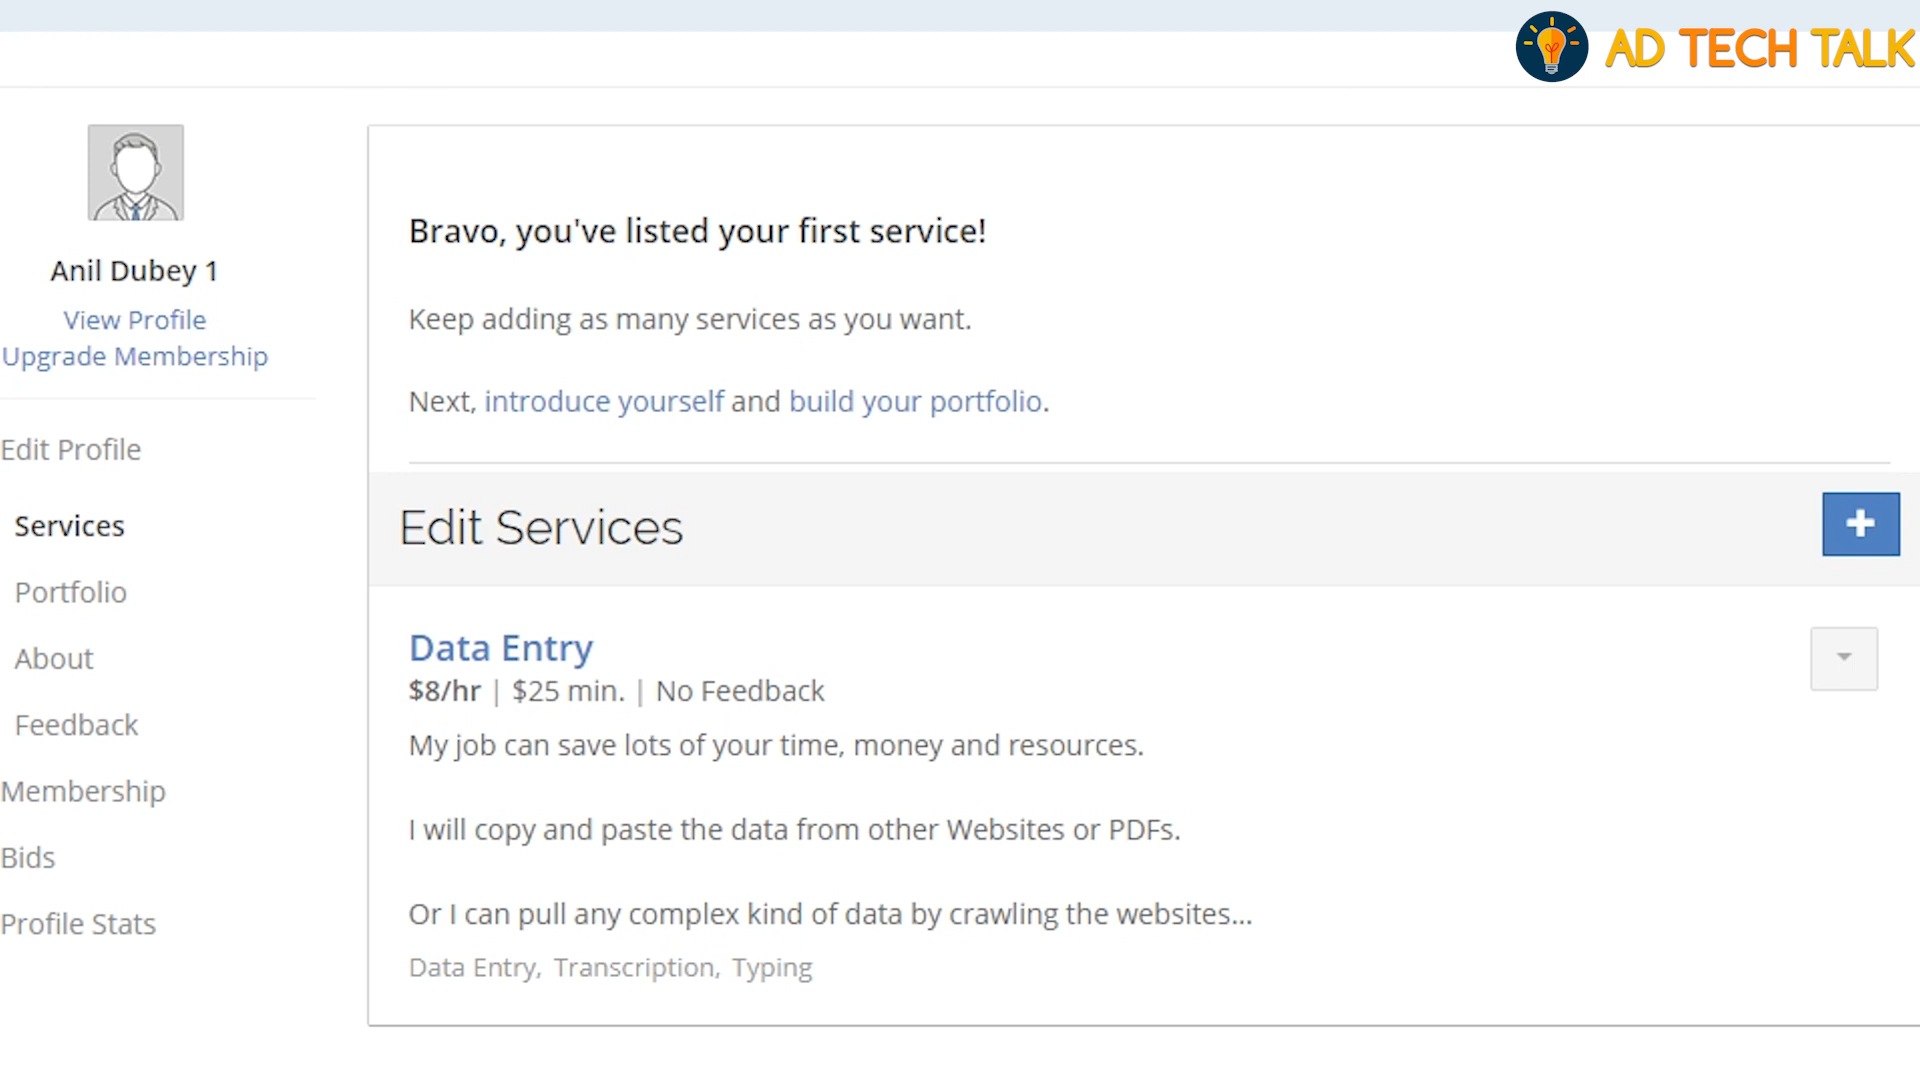 AD TECH TALK
Anil Dubey 1
View Profile
Upgrade Membership
Edit Profile
Services
Portfolio
About
Feedback
Membership
Bids
Profile Stats
Bravo, you've listed your first service!
Keep adding as many services as you want.
Next, introduce yourself and build your portfolio.
Edit Services
Data Entry
$8/hr | $25 min. | No Feedback
My job can save lots of your time, money and resources.
I will copy and paste the data from other Websites or PDFs.
Or I can pull any complex kind of data by crawling the websites...
Data Entry, Transcription, Typing